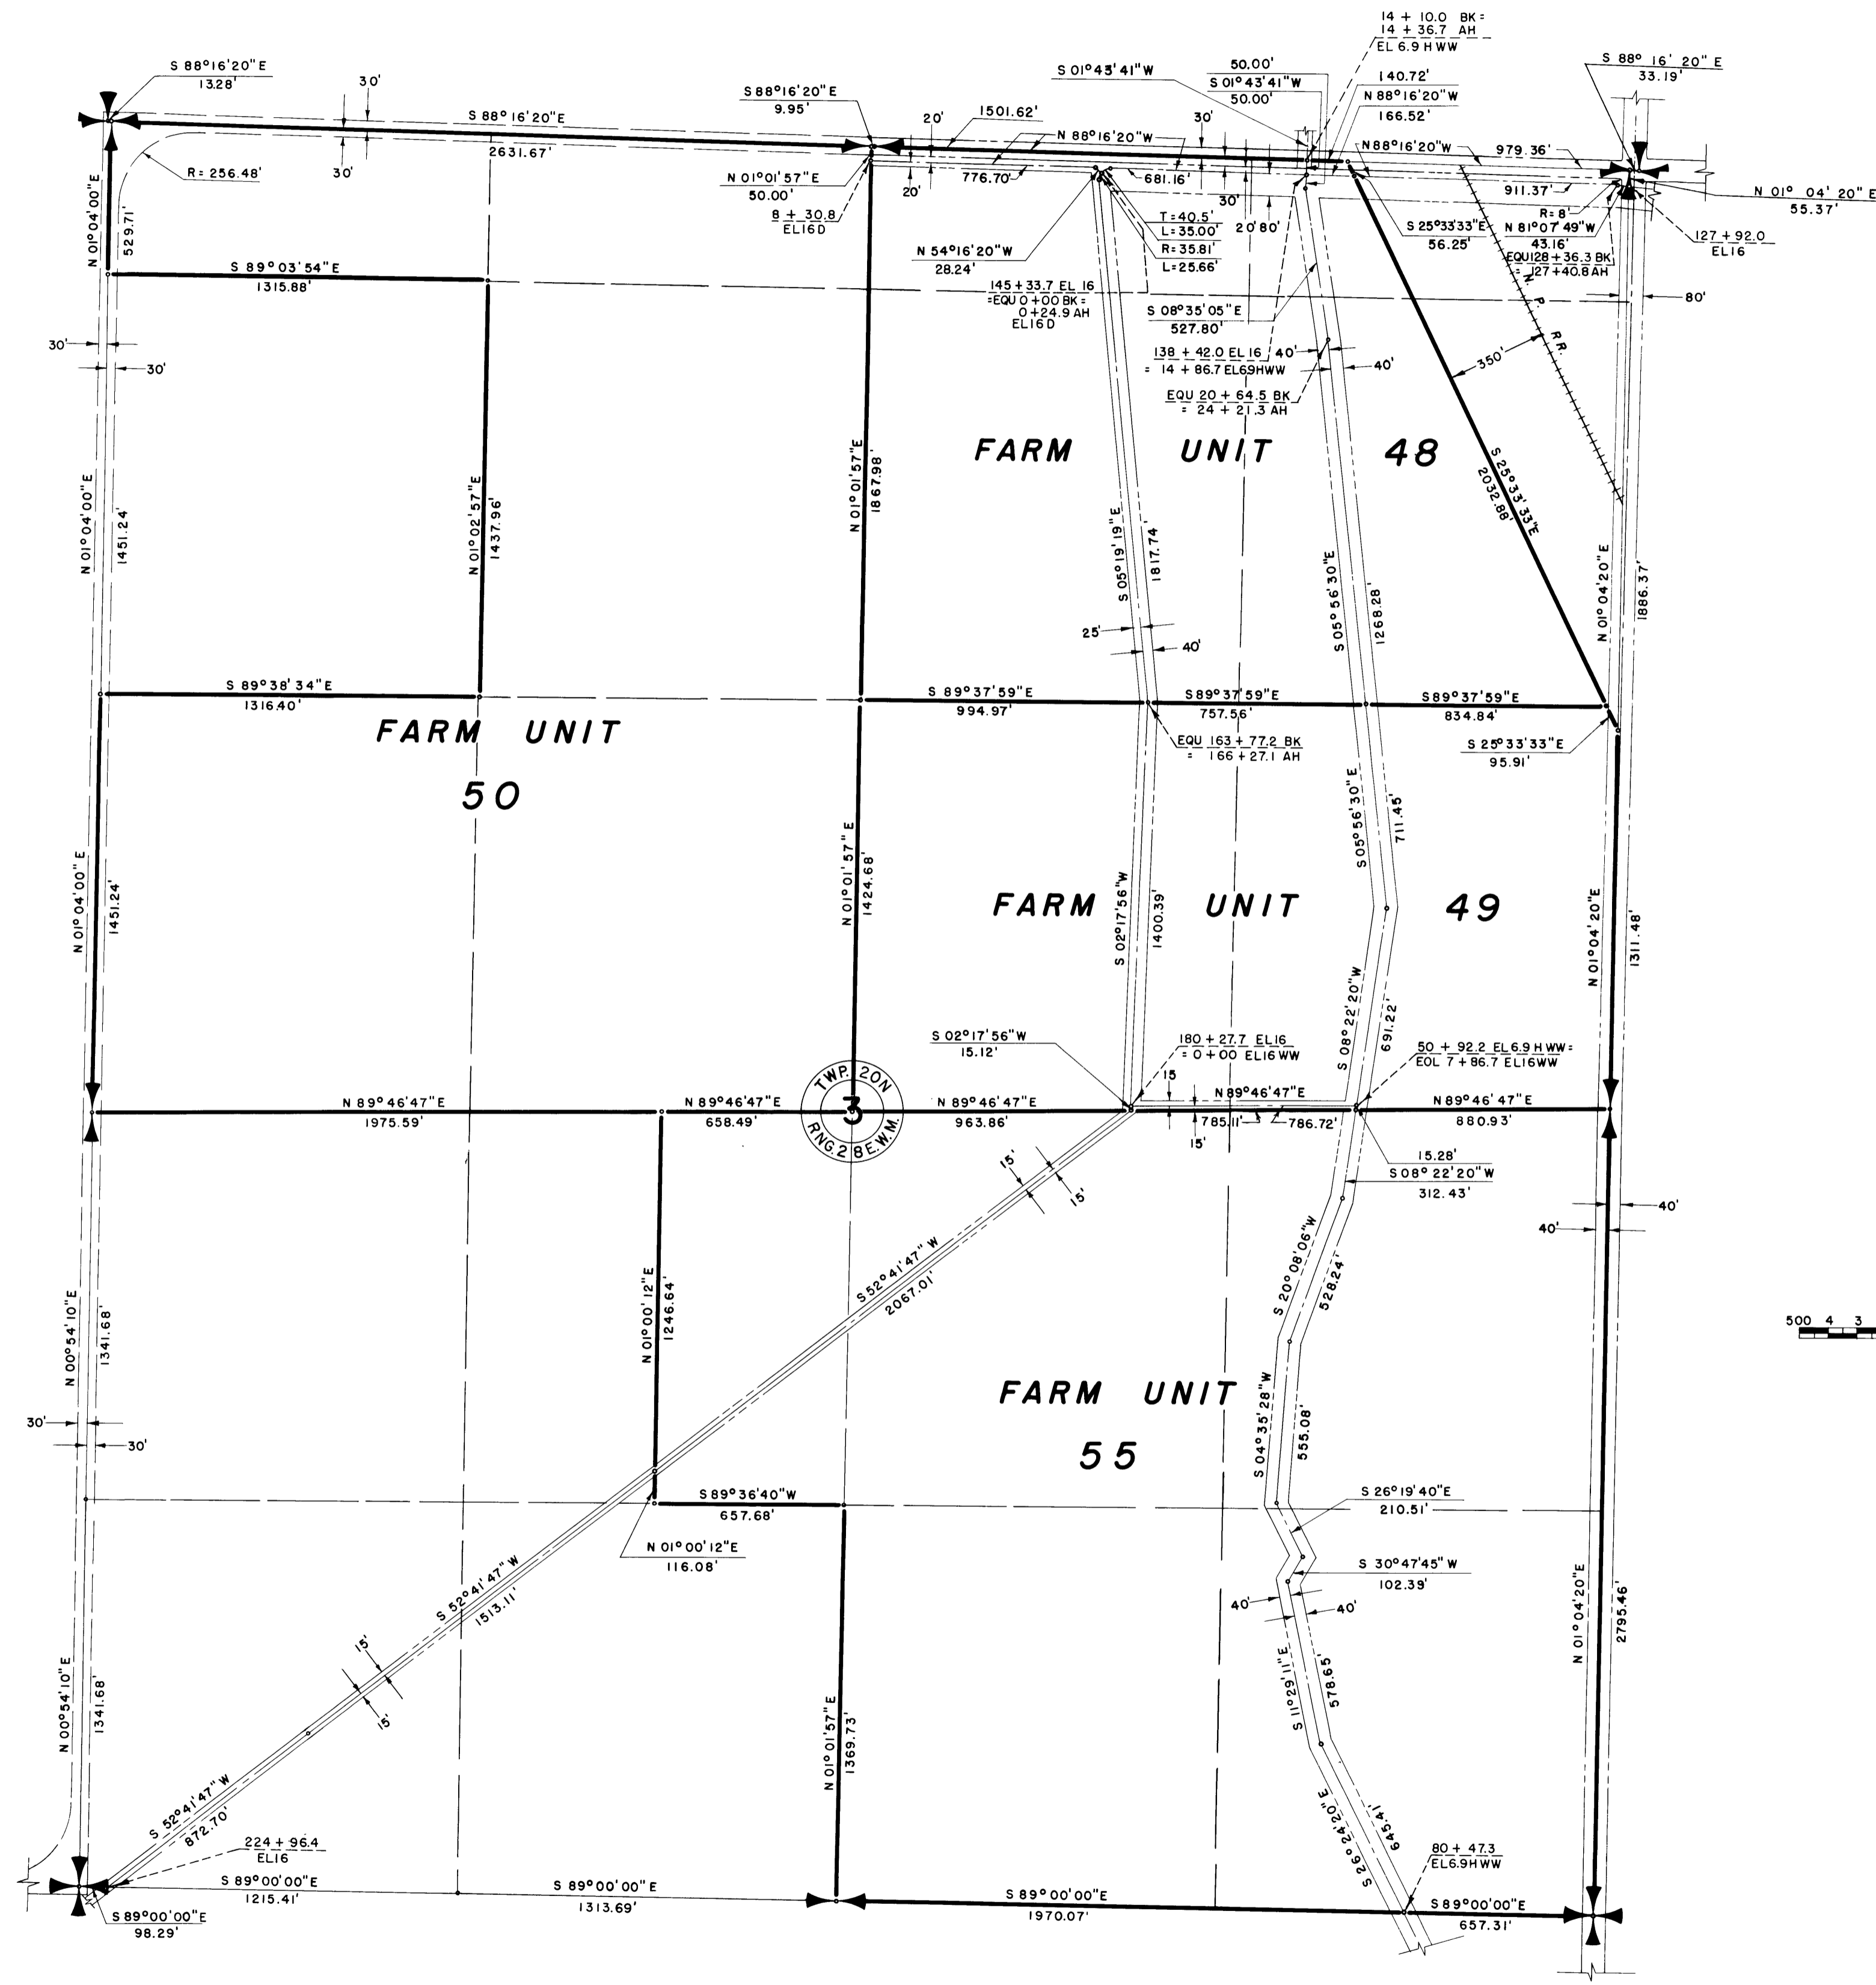 14 + 10.0 BK =
14 + 36.7 AH
EL 6.9 H WW
S 88° 16' 20" E
33.19'
S 88°16'20"E
13.28'
30'
S 01°43'41"W
50.00'
S 01°43'41"W
50.00'
140.72'
N 88°16'20"W
166.52'
S 88°16'20"E
9.95'
S 88°16'20"E
2631.67'
30'
20'
1501.62'
30'
N 88°16'20"W
N88°16'20"W
979.36'
R = 256.48'
N 01°01'57"E
50.00'
20'
776.70'
681.16'
30'
911.37'
N 01° 04' 20"E
55.37'
8 + 30.8
EL16D
T = 40.5'
L= 35.00'
R= 35.81'
L= 25.66'
20'
80'
R= 8'
S 25°33'33"E
56.25'
N 81°07'49"W
43.16'
127 + 92.0
EL16
N 01°04'00"E
529.71'
N 54°16'20"W
28.24'
EQU128 + 36.3 BK
= 127+40.8AH
S 89°03'54"E
1315.88'
145 + 33.7 EL 16
=EQU 0 +00 BK =
0 +24.9 AH
EL16 D
S 08°35'05"E
527.80'
N. P. RR.
80'
30'
30'
138 + 42.0 EL 16
= 14 + 86.7 EL6.9HWW
40'
40'
350'
EQU 20 + 64.5 BK
= 24 + 21.3 AH
FARM UNIT 48
N 01°04'00"E
1451.24'
N 01°02'57"E
1437.96'
N 01°01'57"E
1867.98'
S 05°19'19"E
1817.74'
S 05°56'30"E
1268.28'
S 25°33'33"E
2032.88'
N 01°04'20"E
1886.37'
25'
40'
S 89°38'34"E
1316.40'
S 89°37'59"E
994.97'
S 89°37'59"E
757.56'
S89°37'59"E
834.84'
FARM UNIT
50
EQU 163 + 77.2 BK
= 166 + 27.1 AH
S 25°33'33"E
95.91'
N 01°04'00"E
1451.24'
N 01°01'57"E
1424.68'
S 02°17'56"W
1400.39'
S 05°56'30"E
711.45'
FARM UNIT 49
N 01°04'20"E
1311.48'
S 08°22'20"W
691.22'
S 02°17'56"W
15.12'
180 + 27.7 EL16
= 0+00 EL16WW
50 + 92.2 EL6.9 H WW=
EOL 7 + 86.7 EL16WW
N 89°46'47"E
1975.59'
N 89°46'47"E
658.49'
TWP. 20N
3
RNG. 28 E.W.M.
N 89°46'47"E
963.86'
15
N 89°46'47"E
785.11'
786.72'
15'
N 89°46'47"E
880.93'
15.28'
S 08° 22'20"W
312.43'
15'
15'
40'
40'
N 00°54'10"E
1341.68'
N 01°00'12"E
1246.64'
S 52°41'47" W
2067.01'
S 20°08'06"W
528.24'
500 4 3
FARM UNIT
55
30'
30'
S 04°35'28"W
555.08'
S 89°36'40"W
657.68'
S 26°19'40"E
210.51'
N 01°00'12"E
116.08'
S 30°47'45" W
102.39'
40'
40'
S 52°41'47" W
1513.11'
15'
15'
N 00°54'10"E
1341.68'
N 01°01'57"E
1369.73'
S 11°29'11"E
578.65'
N 01°04'20"E
2795.46'
S 52°41'47" W
872.70'
S 26° 24'20"E
645.41'
224 + 96.4
EL16
80 + 47.3
EL6.9HWW
S 89°00'00"E
98.29'
S 89°00'00"E
1215.41'
S 89°00'00"E
1313.69'
S 89°00'00"E
1970.07'
S 89°00'00"E
657.31'